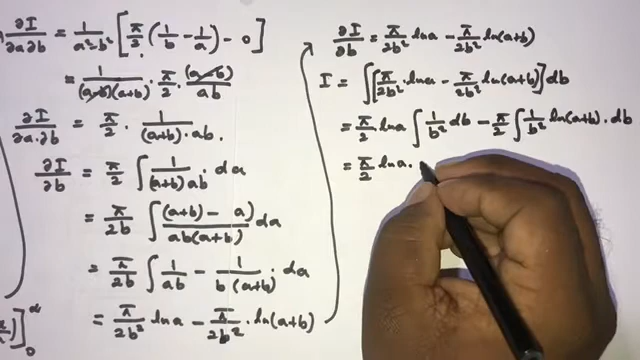 ∂I/∂a∂b = 1/(a²-b²) [π/2 (1/b - 1/a) - 0]
= 1/((a-b)(a+b)) · π/2 · (a-b)/ab
∂I/∂a·∂b = π/2 · 1/((a+b)·ab).
∂I/∂b = π/2 ∫ 1/((a+b)ab) · da
= π/2b ∫ ((a+b) - a)/(ab(a+b)) da
= π/2b ∫ 1/ab - 1/(b(a+b)) · da
= π/2b² ln a - π/2b² · ln(a+b)
]₀^α
∂I/∂b = π/2b² ln a - π/2b² ln(a+b)
I = ∫[π/2b² · ln a - π/2b² ln(a+b)] db
= π/2 · ln a ∫ 1/b² db - π/2 ∫ 1/b² ln(a+b) · db
= π/2 ln a ·